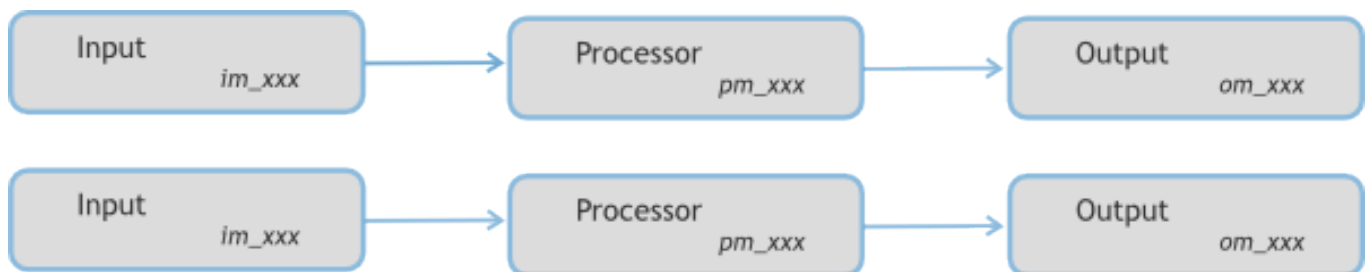 Input
im_xxx
Processor
pm_xxx
Output
om_xxx
Input
im_xxx
Processor
pm_xxx
Output
om_xxx